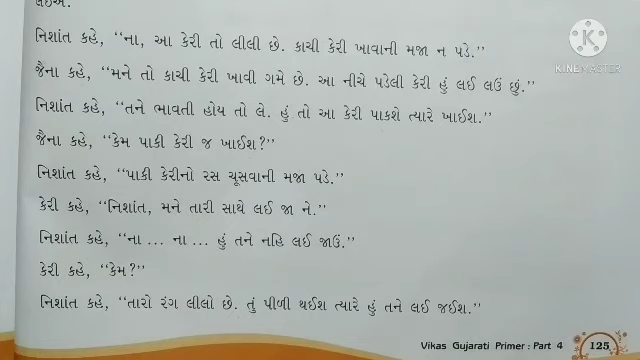 લઈએ.
નિશાંત કહે, “ના, આ કેરી તો લીલી છે. કાચી કેરી ખાવાની મજા ન પડે.”
જૈના કહે, “મને તો કાચી કેરી ખાવી ગમે છે. આ નીચે પડેલી કેરી હું લઈ લઉં છું.”
નિશાંત કહે, “તને ભાવતી હોય તો લે. હું તો આ કેરી પાકશે ત્યારે ખાઈશ.”
જૈના કહે, “કેમ પાકી કેરી જ ખાઈશ?”
નિશાંત કહે, “પાકી કેરીનો રસ ચૂસવાની મજા પડે.”
કેરી કહે, “નિશાંત, મને તારી સાથે લઈ જા ને.”
નિશાંત કહે, “ના ... ના ... હું તને નહિ લઈ જાઉં.”
કેરી કહે, “કેમ?”
નિશાંત કહે, “તારો રંગ લીલો છે. તું પીળી થઈશ ત્યારે હું તને લઈ જઈશ.”
Vikas Gujarati Primer : Part 4 125
KINEMASTER